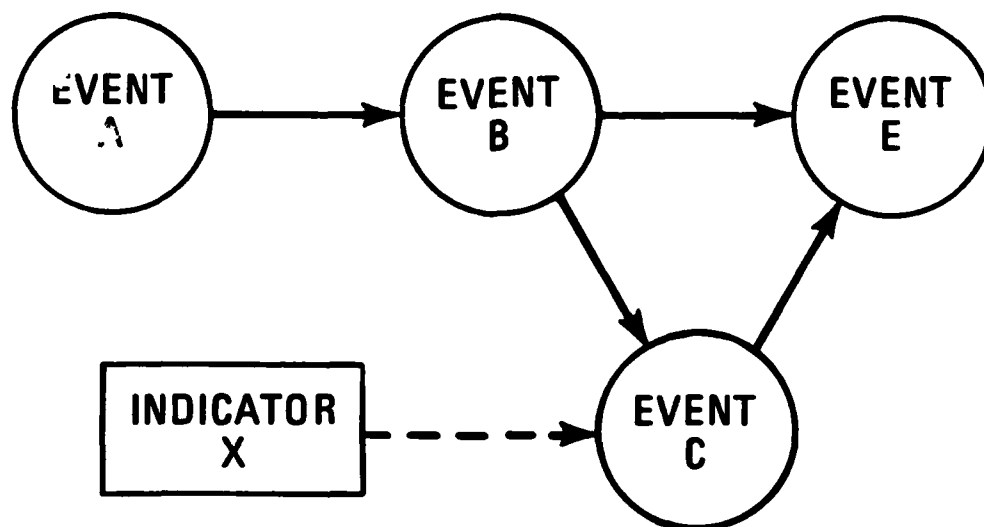 EVENT
A
EVENT
B
EVENT
E
INDICATOR
X
EVENT
C